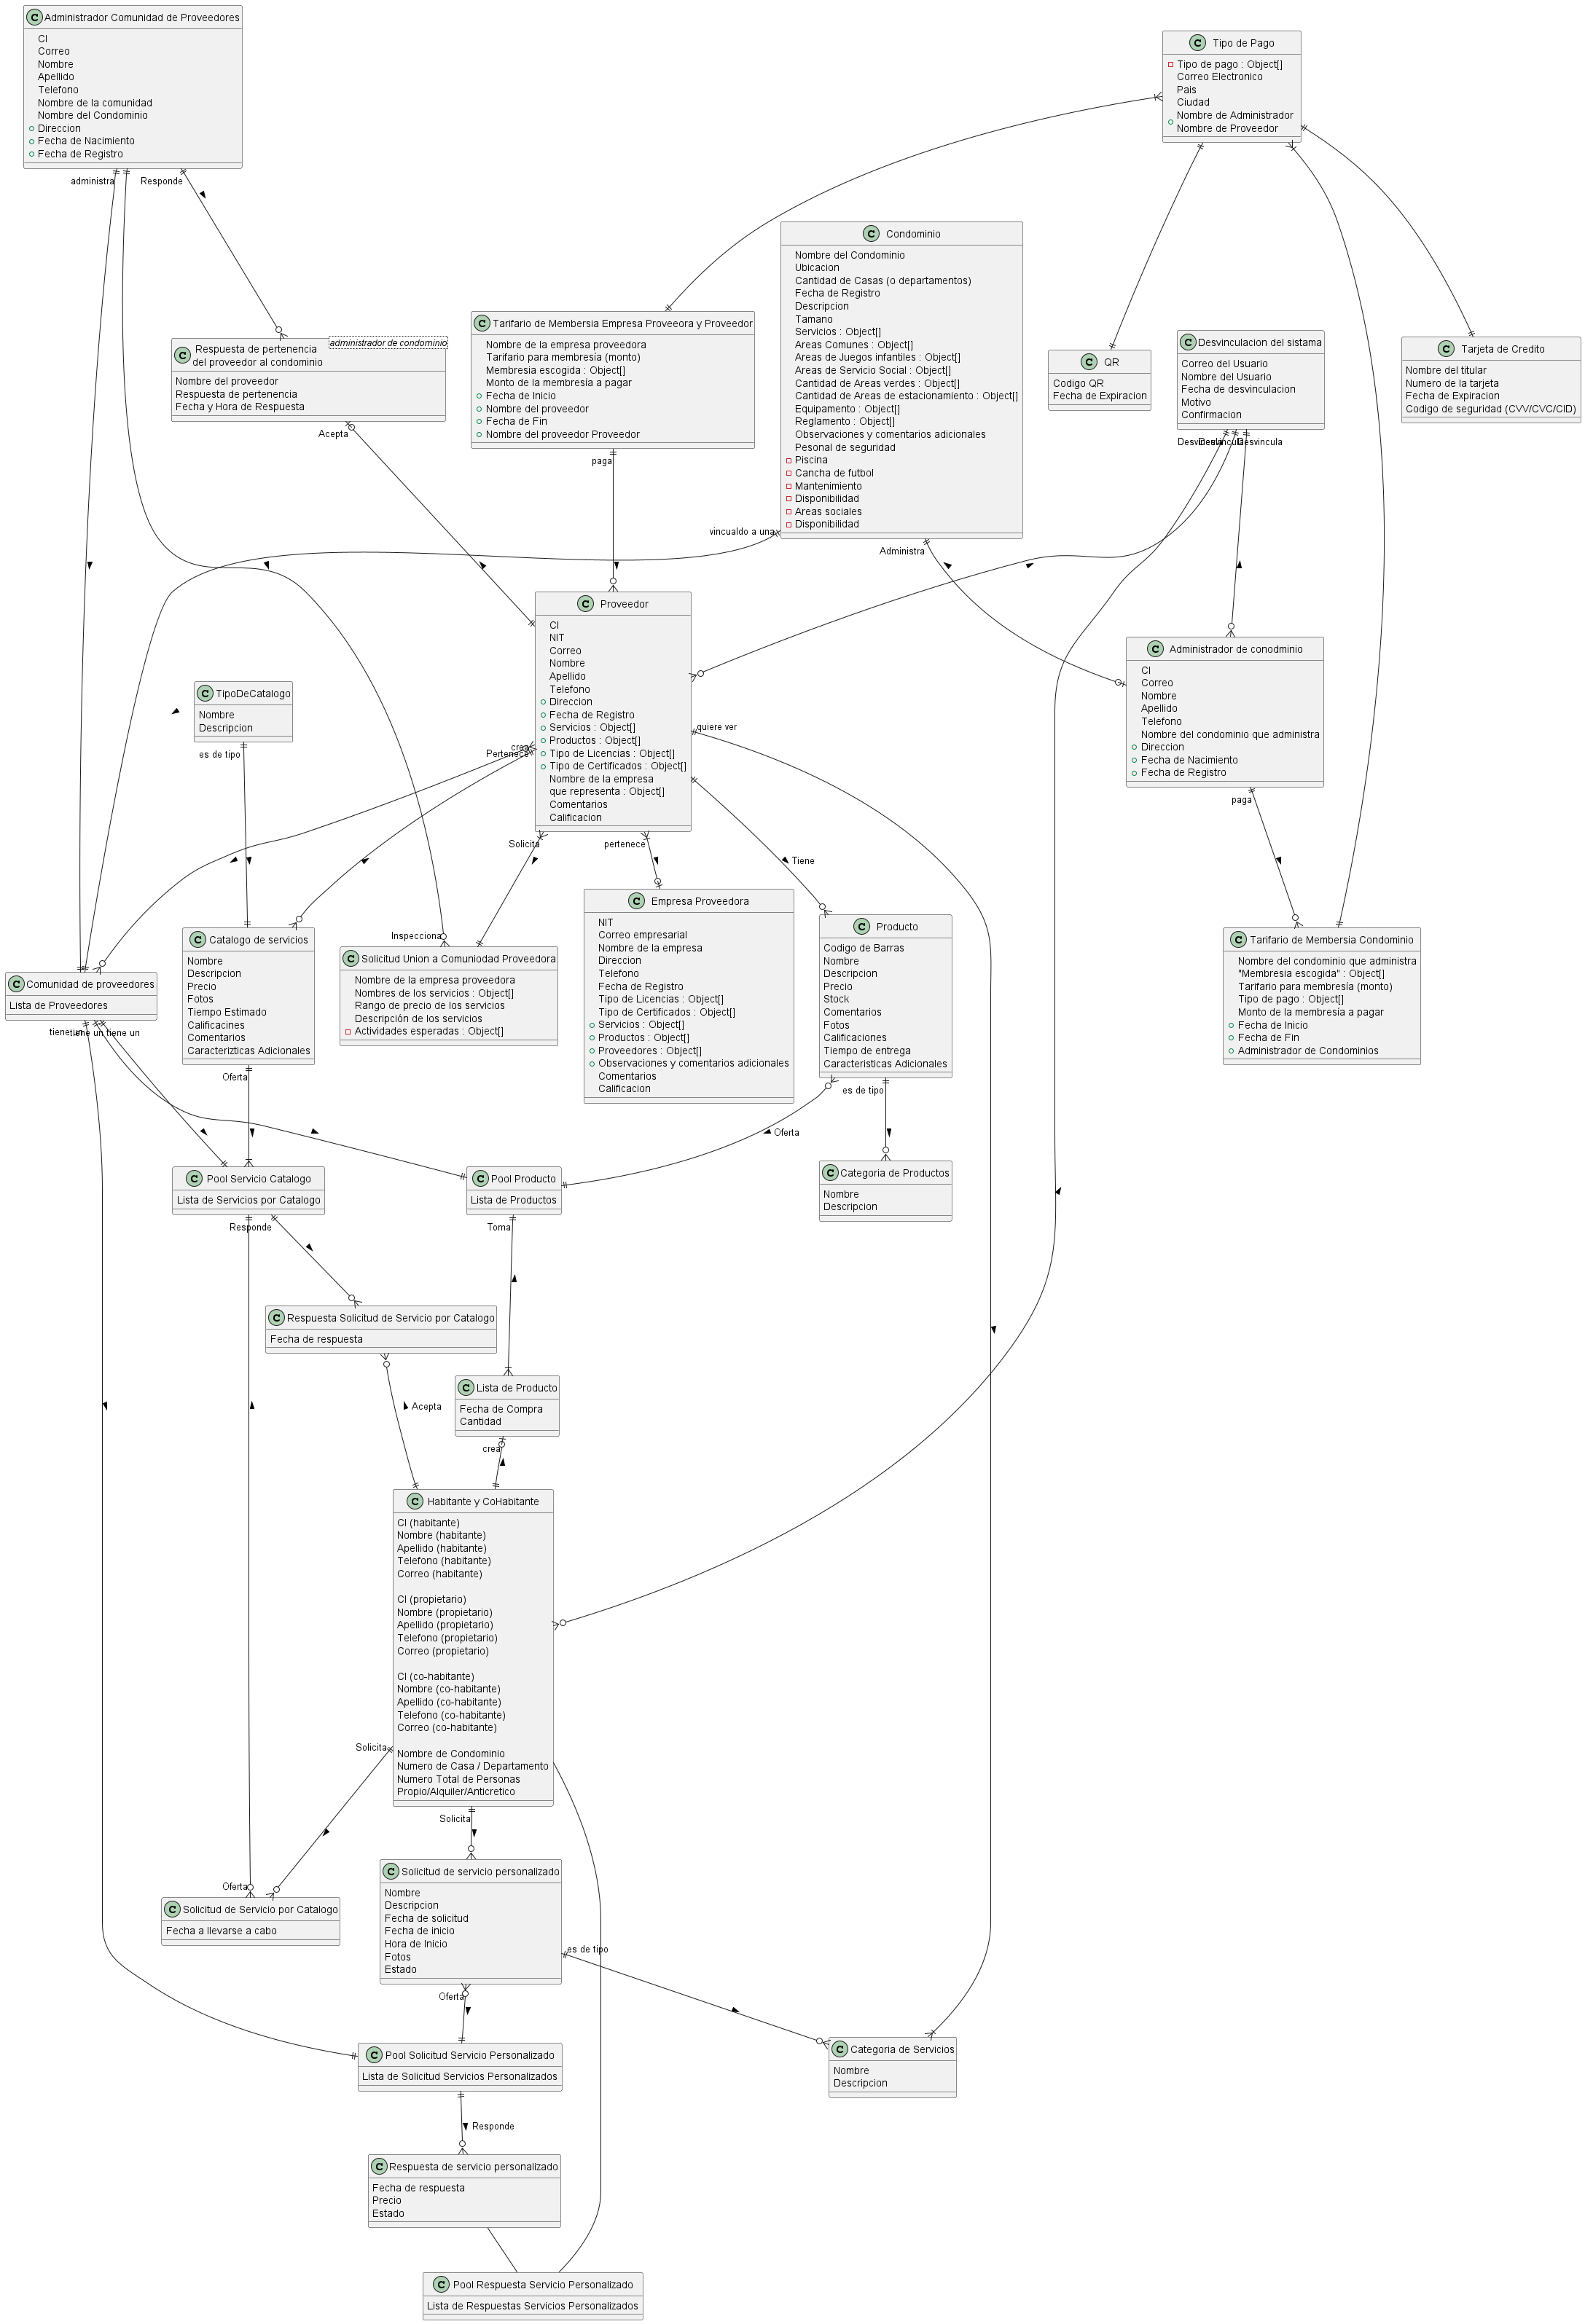 Administrador Comunidad de Proveedores
CI
Correo
Nombre
Apellido
Telefono
Nombre de la comunidad
Nombre del Condominio
Direccion
Fecha de Nacimiento
Fecha de Registro
Tipo de Pago
Tipo de pago : Object[]
Correo Electronico
Pais
Ciudad
Nombre de Administrador
Nombre de Proveedor
administra
Responde
Condominio
Nombre del Condominio
Ubicacion
Cantidad de Casas (o departamentos)
Fecha de Registro
Descripcion
Tamano
Servicios : Object[]
Areas Comunes : Object[]
Areas de Juegos infantiles : Object[]
Areas de Servicio Social : Object[]
Cantidad de Areas verdes : Object[]
Cantidad de Areas de estacionamiento : Object[]
Equipamento : Object[]
Reglamento : Object[]
Observaciones y comentarios adicionales
Pesonal de seguridad
Piscina
Cancha de futbol
Mantenimiento
Disponibilidad
Areas sociales
Disponibilidad
Respuesta de pertenencia
del proveedor al condominio
administrador de condominio
Nombre del proveedor
Respuesta de pertenencia
Fecha y Hora de Respuesta
Tarifario de Membersia Empresa Proveeora y Proveedor
Nombre de la empresa proveedora
Tarifario para membresía (monto)
Membresia escogida : Object[]
Monto de la membresía a pagar
Fecha de Inicio
Nombre del proveedor
Fecha de Fin
Nombre del proveedor Proveedor
QR
Codigo QR
Fecha de Expiracion
Desvinculacion del sistama
Correo del Usuario
Nombre del Usuario
Fecha de desvinculacion
Motivo
Confirmacion
Tarjeta de Credito
Nombre del titular
Numero de la tarjeta
Fecha de Expiracion
Codigo de seguridad (CVV/CVC/CID)
Acepta
paga
vincualdo a una
Administra
Desvincula
Desvincula
Desvincula
Proveedor
CI
NIT
Correo
Nombre
Apellido
Telefono
Direccion
Fecha de Registro
Servicios : Object[]
Productos : Object[]
Tipo de Licencias : Object[]
Tipo de Certificados : Object[]
Nombre de la empresa
que representa : Object[]
Comentarios
Calificacion
Administrador de conodminio
CI
Correo
Nombre
Apellido
Telefono
Nombre del condominio que administra
Direccion
Fecha de Nacimiento
Fecha de Registro
TipoDeCatalogo
Nombre
Descripcion
es de tipo
crea
Pertenece
quiere ver
Solicita
pertenece
Tiene
paga
Empresa Proveedora
NIT
Correo empresarial
Nombre de la empresa
Direccion
Telefono
Fecha de Registro
Tipo de Licencias : Object[]
Tipo de Certificados : Object[]
Servicios : Object[]
Productos : Object[]
Proveedores : Object[]
Observaciones y comentarios adicionales
Comentarios
Calificacion
Producto
Codigo de Barras
Nombre
Descripcion
Precio
Stock
Comentarios
Fotos
Calificaciones
Tiempo de entrega
Caracteristicas Adicionales
Tarifario de Membersia Condominio
Nombre del condominio que administra
"Membresia escogida" : Object[]
Tarifario para membresía (monto)
Tipo de pago : Object[]
Monto de la membresía a pagar
Fecha de Inicio
Fecha de Fin
Administrador de Condominios
Catalogo de servicios
Nombre
Descripcion
Precio
Fotos
Tiempo Estimado
Calificacines
Comentarios
Caracterizticas Adicionales
Inspecciona
Solicitud Union a Comuniodad Proveedora
Nombre de la empresa proveedora
Nombres de los servicios : Object[]
Rango de precio de los servicios
Descripción de los servicios
Actividades esperadas : Object[]
Comunidad de proveedores
Lista de Proveedores
tiene un
tiene un
tiene un
Oferta
es de tipo
Oferta
Pool Servicio Catalogo
Lista de Servicios por Catalogo
Pool Producto
Lista de Productos
Categoria de Productos
Nombre
Descripcion
Responde
Toma
Respuesta Solicitud de Servicio por Catalogo
Fecha de respuesta
Lista de Producto
Fecha de Compra
Cantidad
Acepta
crea
Habitante y CoHabitante
CI (habitante)
Nombre (habitante)
Apellido (habitante)
Telefono (habitante)
Correo (habitante)
CI (propietario)
Nombre (propietario)
Apellido (propietario)
Telefono (propietario)
Correo (propietario)
CI (co-habitante)
Nombre (co-habitante)
Apellido (co-habitante)
Telefono (co-habitante)
Correo (co-habitante)
Nombre de Condominio
Numero de Casa / Departamento
Numero Total de Personas
Propio/Alquiler/Anticretico
Solicita
Solicita
Oferta
Solicitud de Servicio por Catalogo
Fecha a llevarse a cabo
Solicitud de servicio personalizado
Nombre
Descripcion
Fecha de solicitud
Fecha de inicio
Hora de Inicio
Fotos
Estado
es de tipo
Oferta
Pool Solicitud Servicio Personalizado
Lista de Solicitud Servicios Personalizados
Categoria de Servicios
Nombre
Descripcion
Responde
Respuesta de servicio personalizado
Fecha de respuesta
Precio
Estado
Pool Respuesta Servicio Personalizado
Lista de Respuestas Servicios Personalizados